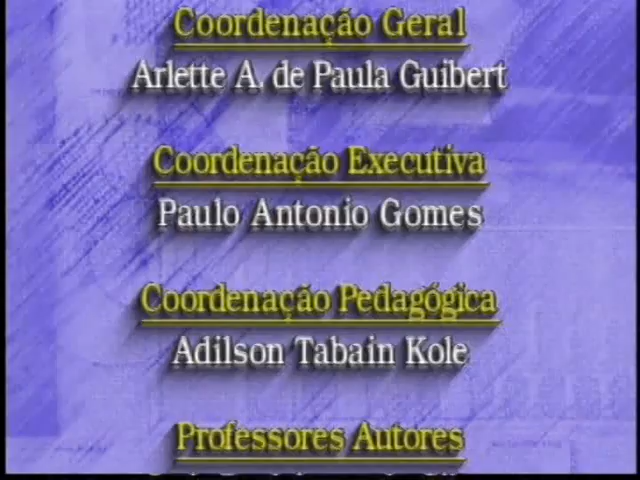 Coordenação Geral
Arlette A. de Paula Guibert
Coordenação Executiva
Paulo Antonio Gomes
Coordenação Pedagógica
Adilson Tabain Kole
Professores Autores